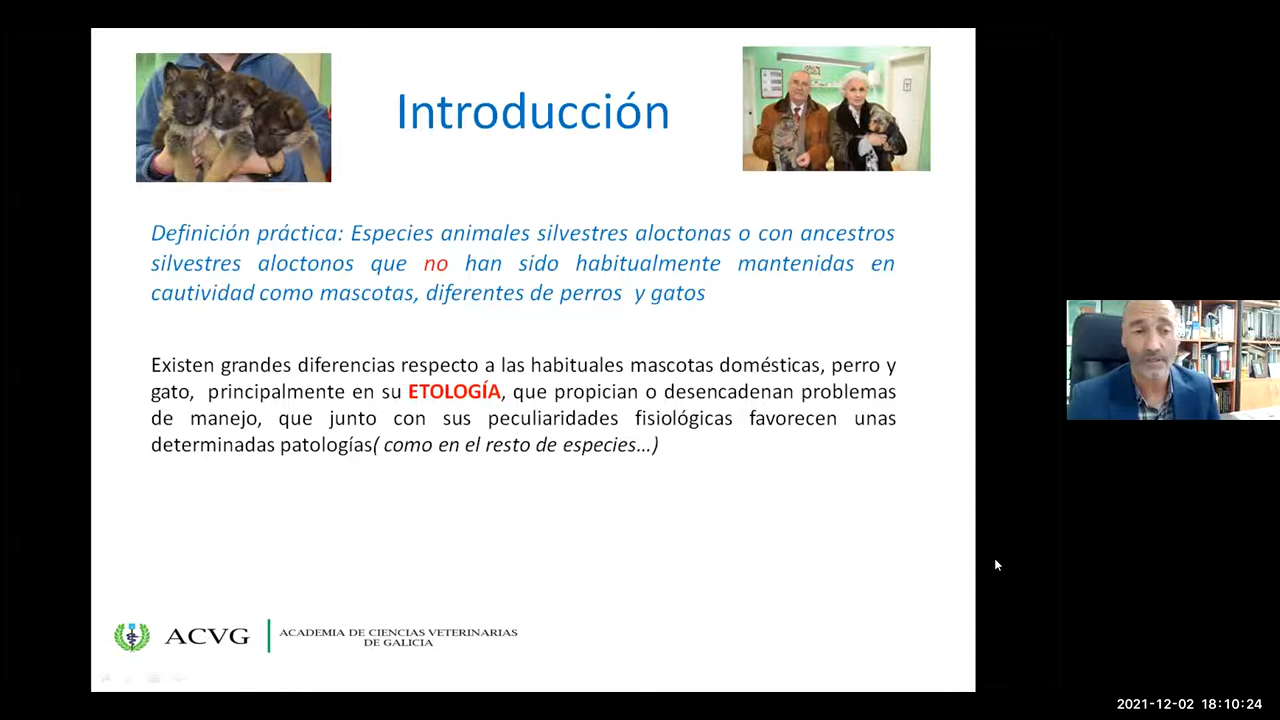 Introducción
Definición práctica: Especies animales silvestres aloctonas o con ancestros
silvestres aloctonos que no han sido habitualmente mantenidas en
cautividad como mascotas, diferentes de perros y gatos
Existen grandes diferencias respecto a las habituales mascotas domésticas, perro y
gato, principalmente en su ETOLOGÍA, que propician o desencadenan problemas
de manejo, que junto con sus peculiaridades fisiológicas favorecen unas
determinadas patologías( como en el resto de especies...)
ACVG
ACADEMIA DE CIENCIAS VETERINARIAS
DE GALICIA
2021-12-02 18:10:24